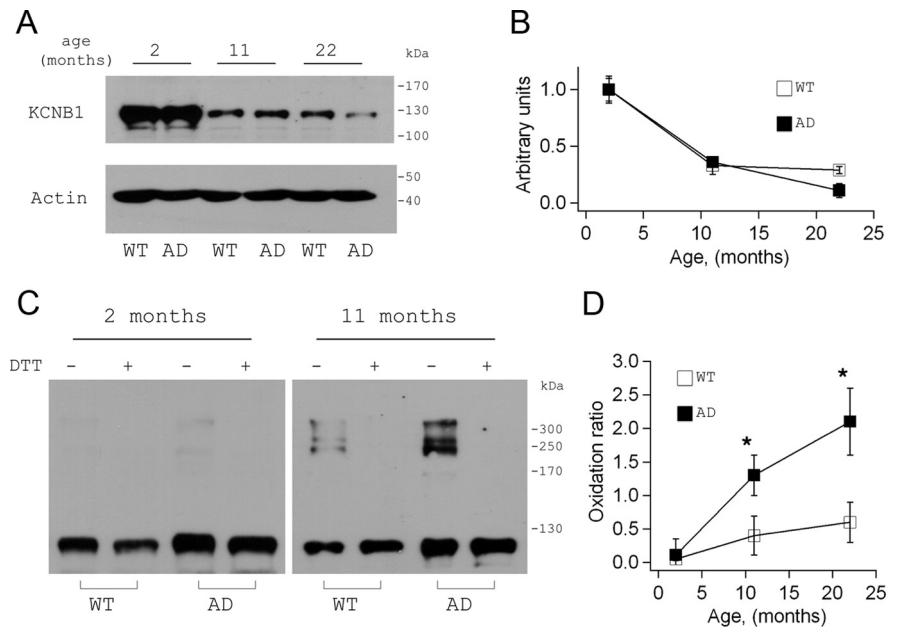 A
age
(months)
2 11 22
kDa
KCNB1
-170
-130
-100
Actin
-50
-40
WT AD WT AD WT AD
B
Arbitrary units
1.0
0.5
0.0
WT
AD
0 5 10 15 20 25
Age, (months)
C
2 months 11 months
DTT - + - + - + - +
kDa
-300
-250
-170
-130
WT AD WT AD
D
Oxidation ratio
3.0
2.5
2.0
1.5
1.0
0.5
0.0
WT
AD
*
*
0 5 10 15 20 25
Age, (months)